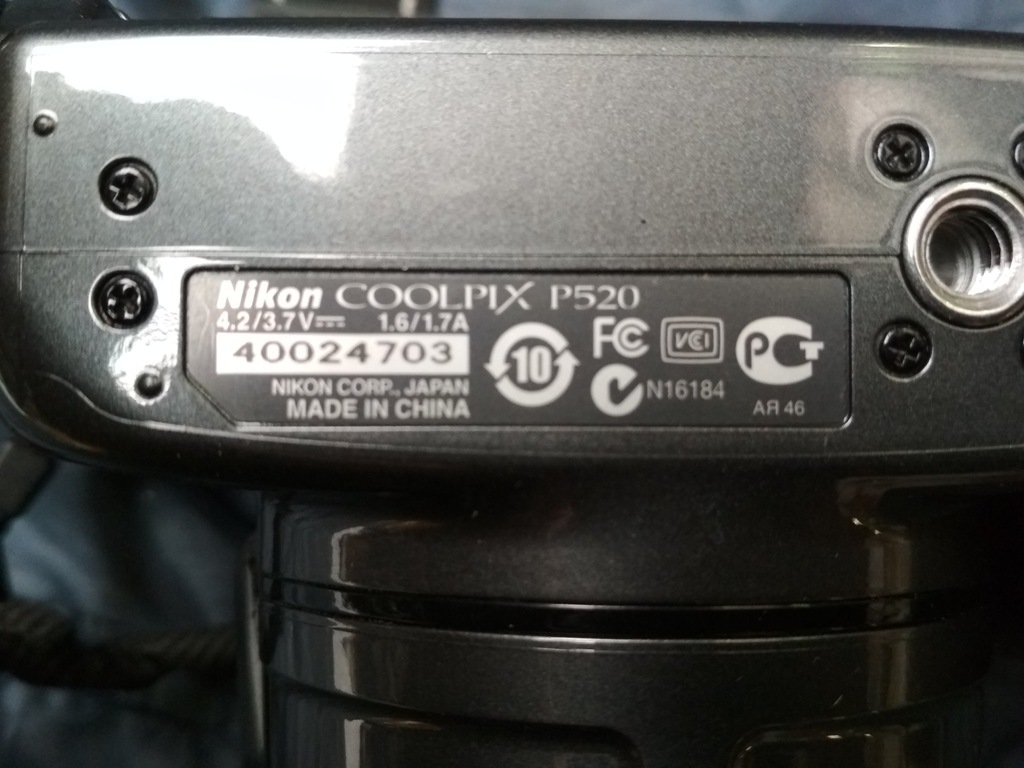 Nikon COOLPIX P520
4.2/3.7V 1.6/1.7A
40024703
NIKON CORP., JAPAN
MADE IN CHINA
10
FC
VCI
N16184
РСТ
АЯ 46